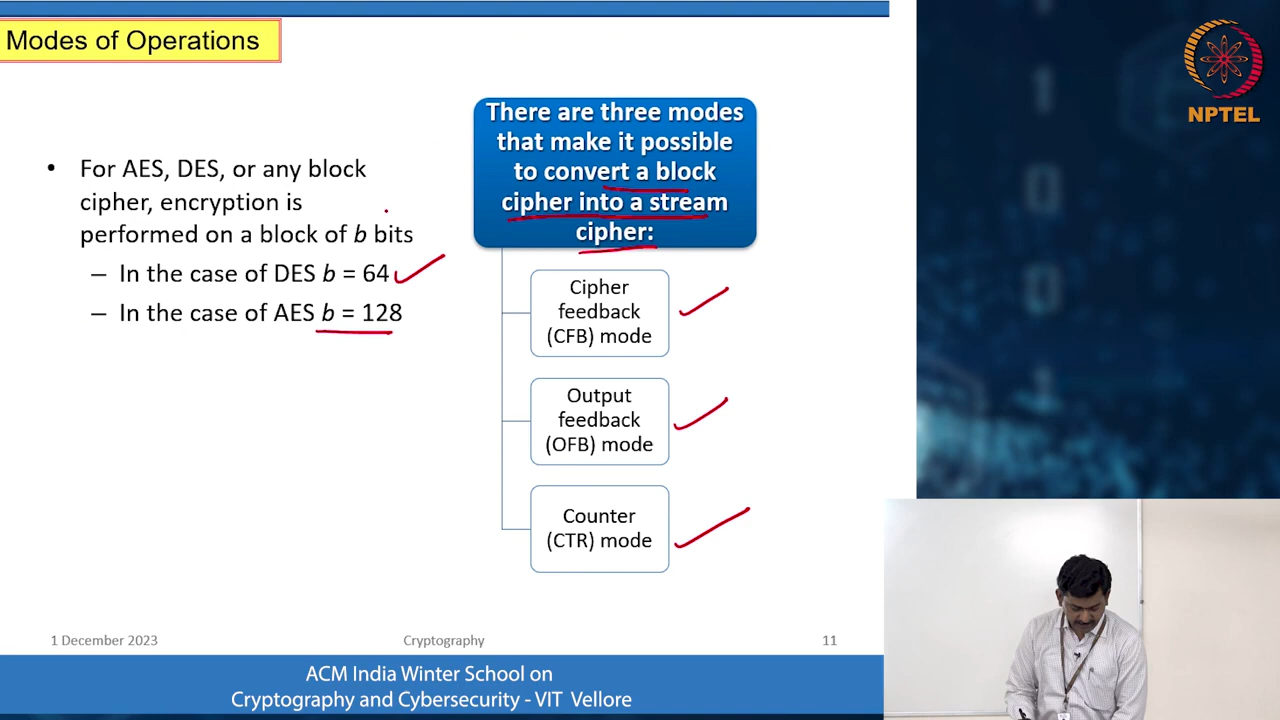 Modes of Operations
NPTEL
• For AES, DES, or any block
cipher, encryption is
performed on a block of b bits
– In the case of DES b = 64
– In the case of AES b = 128
There are three modes
that make it possible
to convert a block
cipher into a stream
cipher:
Cipher
feedback
(CFB) mode
Output
feedback
(OFB) mode
Counter
(CTR) mode
1 December 2023
Cryptography
11
ACM India Winter School on
Cryptography and Cybersecurity - VIT Vellore